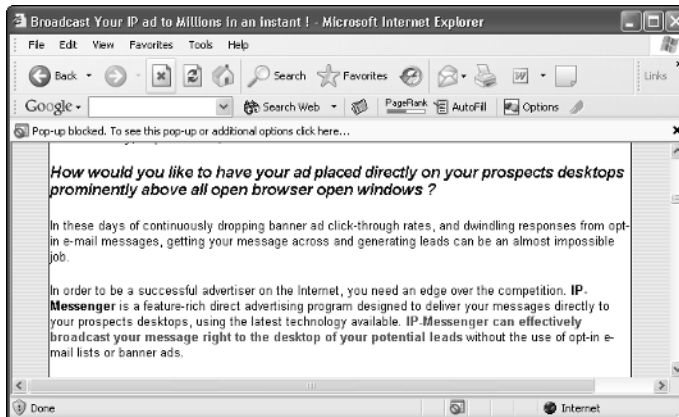 Broadcast Your IP ad to Millions in an instant ! - Microsoft Internet Explorer
File Edit View Favorites Tools Help
Back Search Favorites Links
Google Search Web PageRank AutoFill Options
Pop-up blocked. To see this pop-up or additional options click here...
How would you like to have your ad placed directly on your prospects desktops
prominently above all open browser open windows ?
In these days of continuously dropping banner ad click-through rates, and dwindling responses from opt-
in e-mail messages, getting your message across and generating leads can be an almost impossible
job.
In order to be a successful advertiser on the Internet, you need an edge over the competition. IP-
Messenger is a feature-rich direct advertising program designed to deliver your messages directly to
your prospects desktops, using the latest technology available. IP-Messenger can effectively
broadcast your message right to the desktop of your potential leads without the use of opt-in e-
mail lists or banner ads.
Done Internet